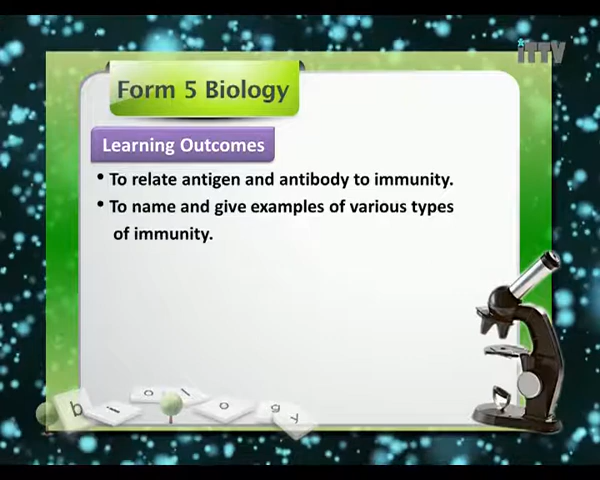 iTTV
Form 5 Biology
Learning Outcomes
• To relate antigen and antibody to immunity.
• To name and give examples of various types
of immunity.
b i o l o g y